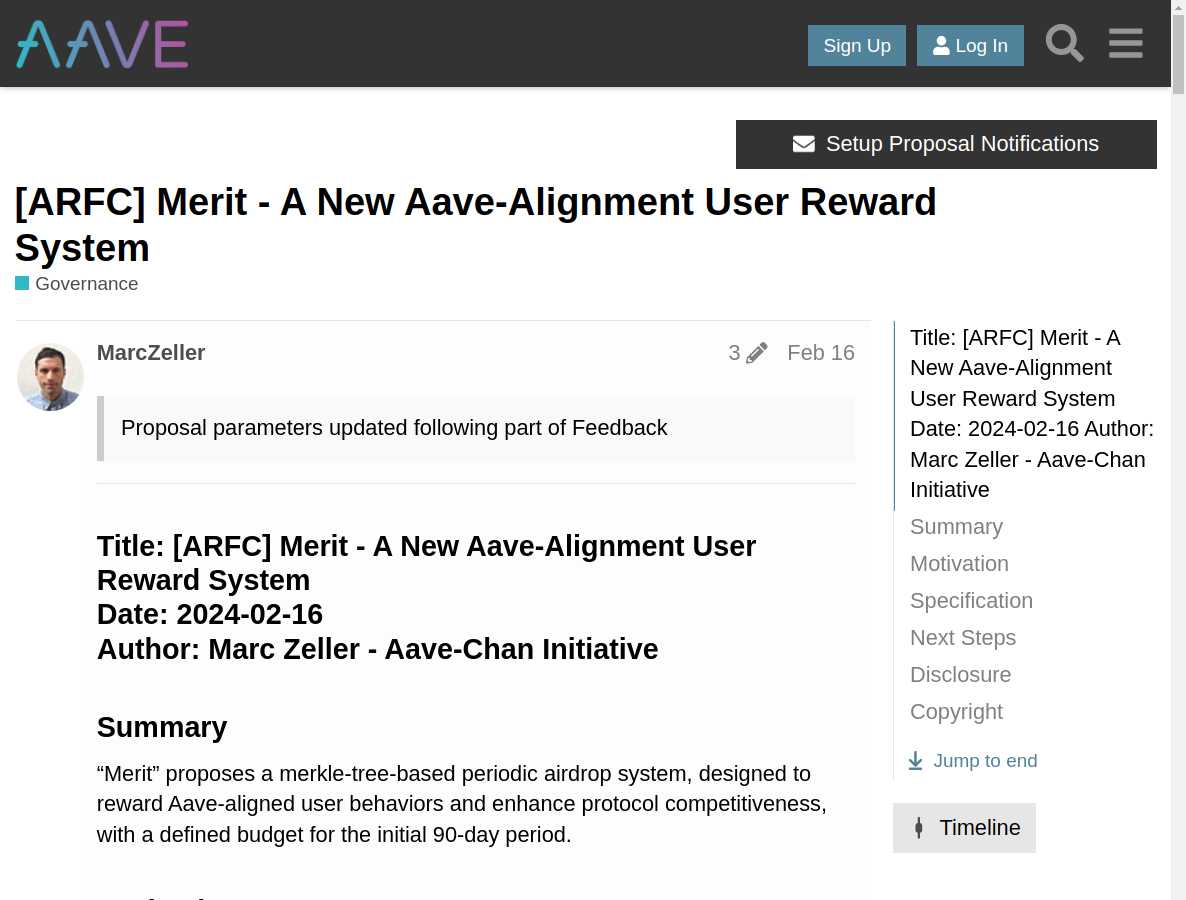 AAVE
Sign Up
Log In
Setup Proposal Notifications
[ARFC] Merit - A New Aave-Alignment User Reward
System
Governance
MarcZeller
3
Feb 16
Proposal parameters updated following part of Feedback
Title: [ARFC] Merit - A New Aave-Alignment User
Reward System
Date: 2024-02-16
Author: Marc Zeller - Aave-Chan Initiative
Summary
“Merit” proposes a merkle-tree-based periodic airdrop system, designed to
reward Aave-aligned user behaviors and enhance protocol competitiveness,
with a defined budget for the initial 90-day period.
Title: [ARFC] Merit - A
New Aave-Alignment
User Reward System
Date: 2024-02-16 Author:
Marc Zeller - Aave-Chan
Initiative
Summary
Motivation
Specification
Next Steps
Disclosure
Copyright
Jump to end
Timeline